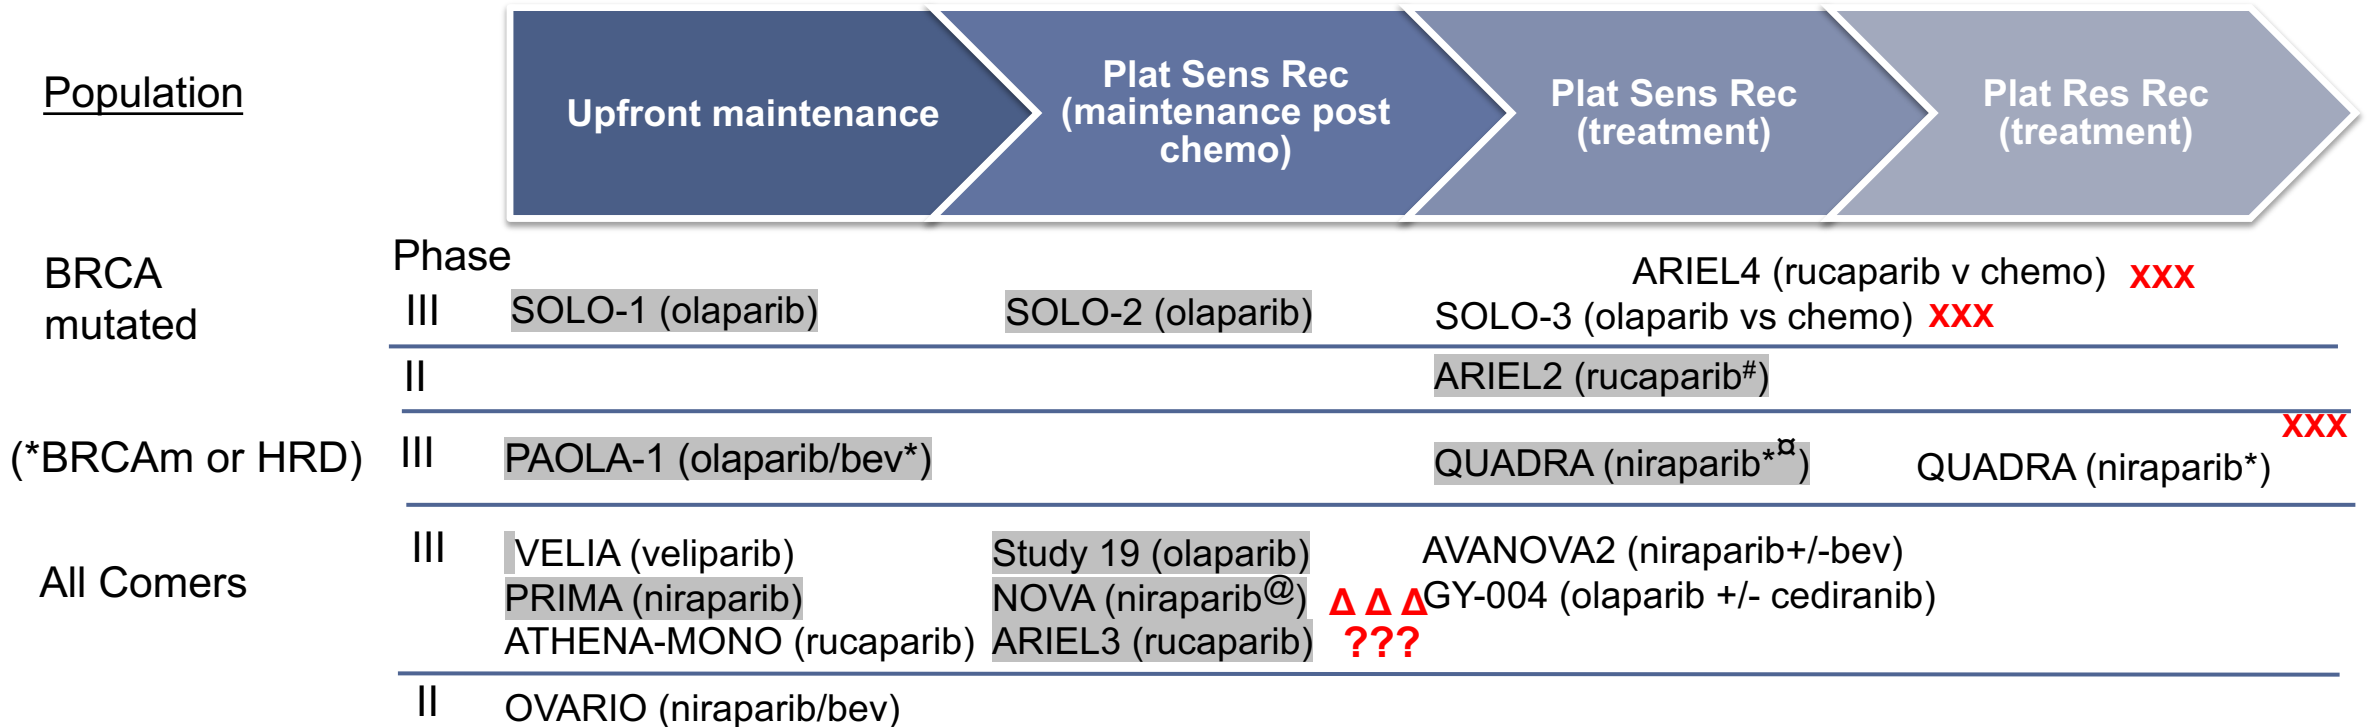 Population
Upfront maintenance
Plat Sens Rec
(maintenance post
chemo)
Plat Sens Rec
(treatment)
Plat Res Rec
(treatment)
Phase
BRCA
mutated
III
SOLO-1 (olaparib)
SOLO-2 (olaparib)
ARIEL4 (rucaparib v chemo) XXX
SOLO-3 (olaparib vs chemo) XXX
II
ARIEL2 (rucaparib#)
(*BRCAm or HRD)
III
PAOLA-1 (olaparib/bev*)
QUADRA (niraparib*¤)
QUADRA (niraparib*)
XXX
All Comers
III
VELIA (veliparib)
PRIMA (niraparib)
ATHENA-MONO (rucaparib)
Study 19 (olaparib)
NOVA (niraparib@) Δ Δ Δ
ARIEL3 (rucaparib) ???
AVANOVA2 (niraparib+/-bev)
GY-004 (olaparib +/- cediranib)
II
OVARIO (niraparib/bev)